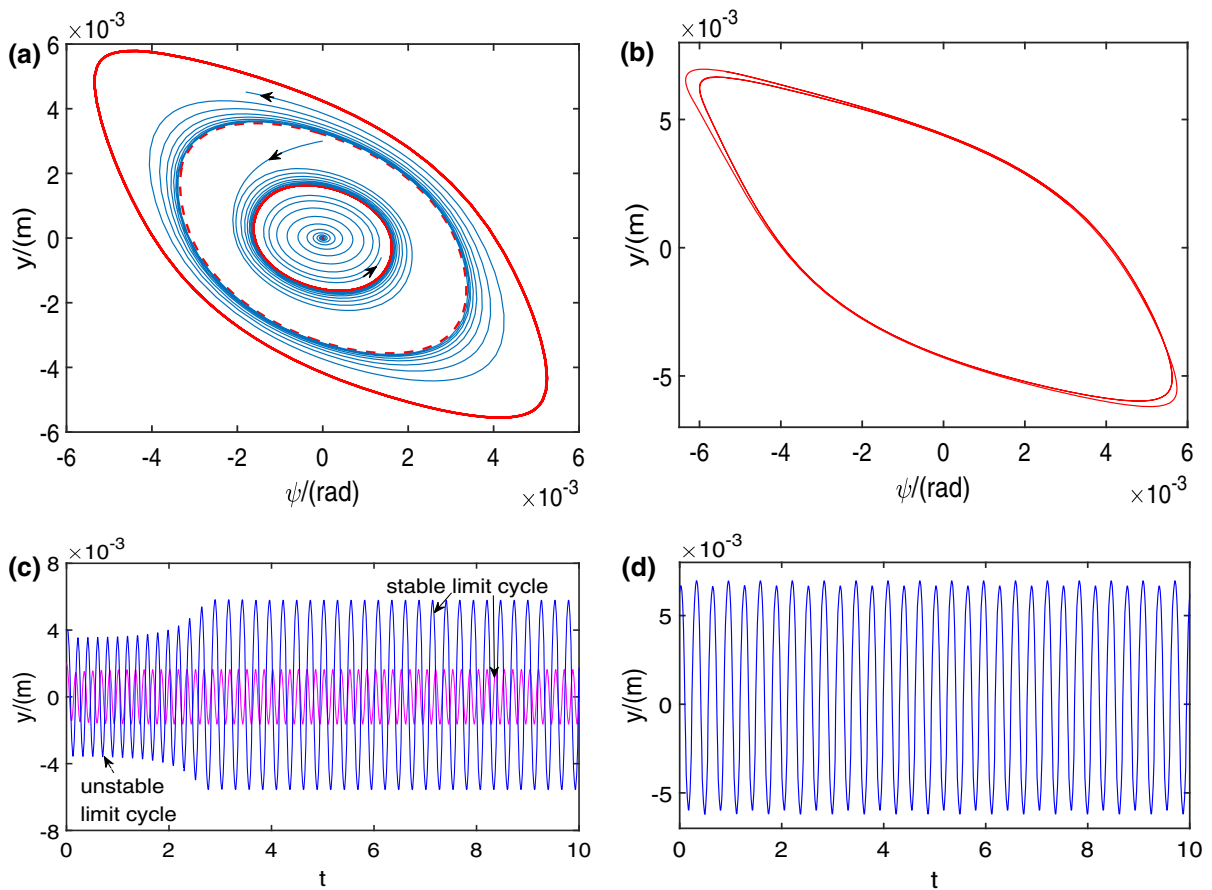 (a)
×10⁻³
6
4
2
0
-2
-4
-6
y/(m)
-6 -4 -2 0 2 4 6
ψ/(rad)
×10⁻³
(b)
×10⁻³
5
0
-5
y/(m)
-6 -4 -2 0 2 4 6
ψ/(rad)
×10⁻³
(c)
×10⁻³
8
4
0
-4
-8
y/(m)
stable limit cycle
unstable
limit cycle
0 2 4 6 8 10
t
(d)
×10⁻³
5
0
-5
y/(m)
0 2 4 6 8 10
t